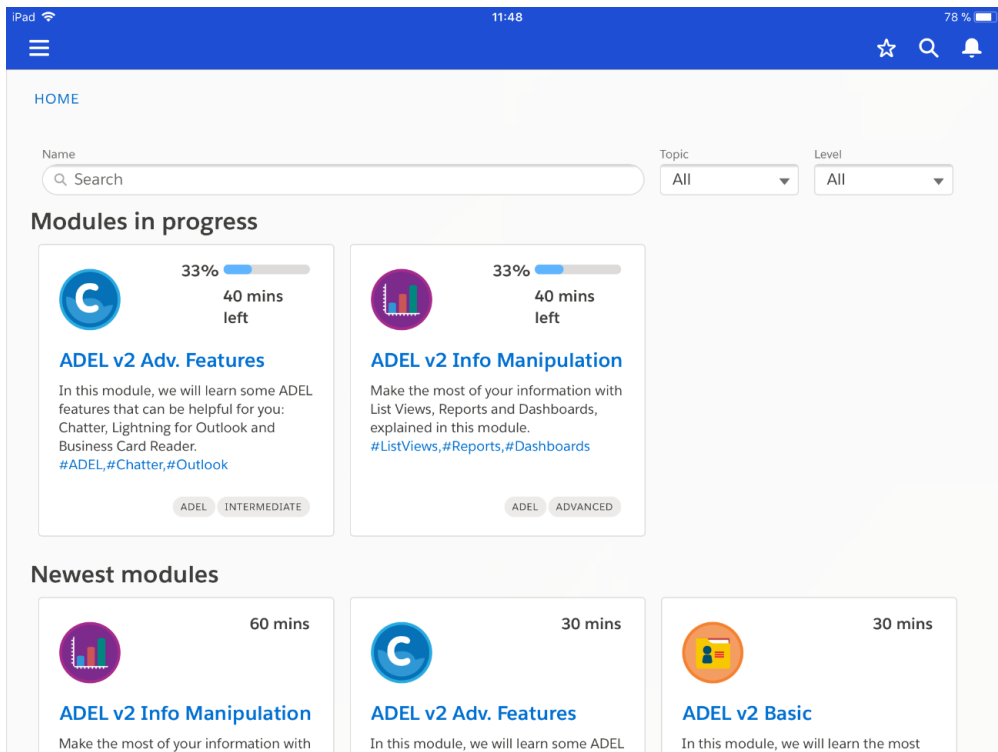 iPad 11:48 78 %
HOME
Name Topic Level
Search All All
Modules in progress
33%
40 mins
left
C
ADEL v2 Adv. Features
In this module, we will learn some ADEL
features that can be helpful for you:
Chatter, Lightning for Outlook and
Business Card Reader.
#ADEL,#Chatter,#Outlook
ADEL INTERMEDIATE
33%
40 mins
left
ADEL v2 Info Manipulation
Make the most of your information with
List Views, Reports and Dashboards,
explained in this module.
#ListViews,#Reports,#Dashboards
ADEL ADVANCED
Newest modules
60 mins
ADEL v2 Info Manipulation
Make the most of your information with
30 mins
C
ADEL v2 Adv. Features
In this module, we will learn some ADEL
30 mins
ADEL v2 Basic
In this module, we will learn the most